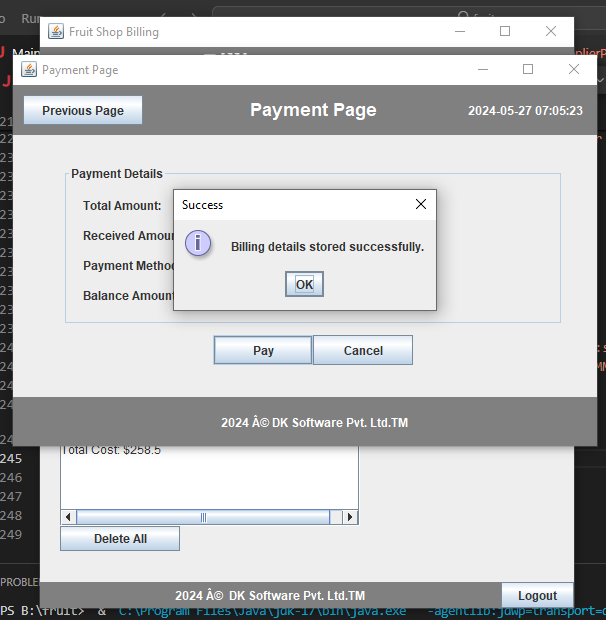 Fruit Shop Billing
Payment Page
Previous Page
Payment Page
2024-05-27 07:05:23
Payment Details
Total Amount:
Received Amoun
Payment Metho
Balance Amount
Success
Billing details stored successfully.
OK
Pay
Cancel
2024 Â© DK Software Pvt. Ltd.TM
Total Cost: $258.5
245
246
247
248
249
Delete All
2024 Â© DK Software Pvt. Ltd.TM
Logout
PS B:\fruit> & C:\Program Files\Java\jdk-17\bin\java.exe -agentlib:jdwp=transport=